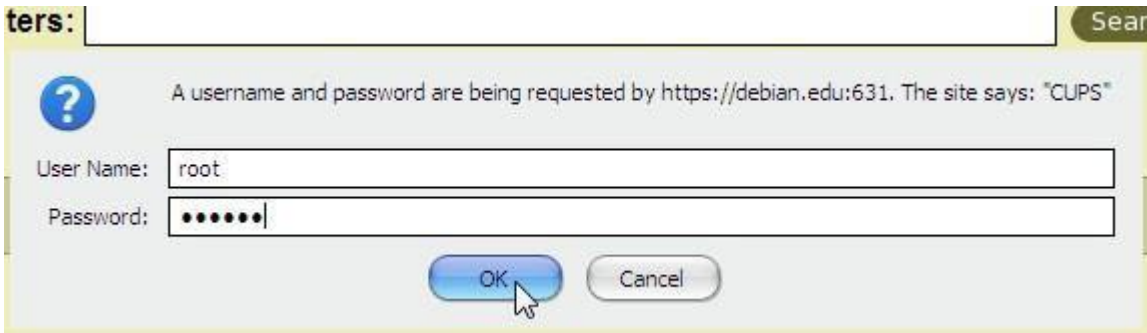 ters:
A username and password are being requested by https://debian.edu:631. The site says: "CUPS"
User Name: root
Password: ••••••
OK Cancel